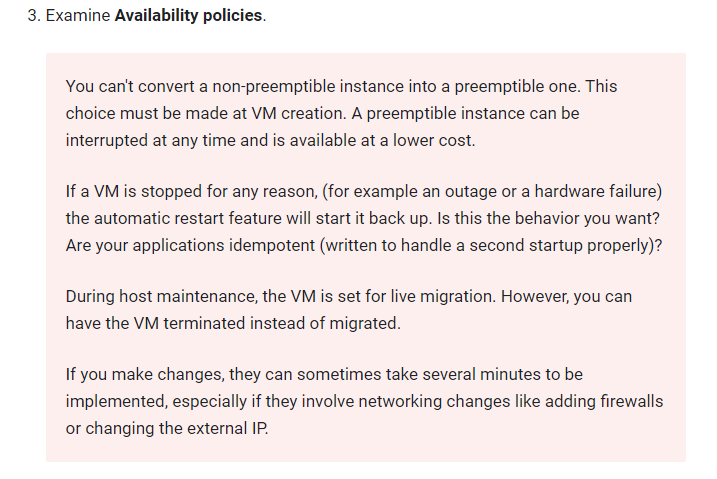 3. Examine Availability policies.
You can't convert a non-preemptible instance into a preemptible one. This
choice must be made at VM creation. A preemptible instance can be
interrupted at any time and is available at a lower cost.
If a VM is stopped for any reason, (for example an outage or a hardware failure)
the automatic restart feature will start it back up. Is this the behavior you want?
Are your applications idempotent (written to handle a second startup properly)?
During host maintenance, the VM is set for live migration. However, you can
have the VM terminated instead of migrated.
If you make changes, they can sometimes take several minutes to be
implemented, especially if they involve networking changes like adding firewalls
or changing the external IP.